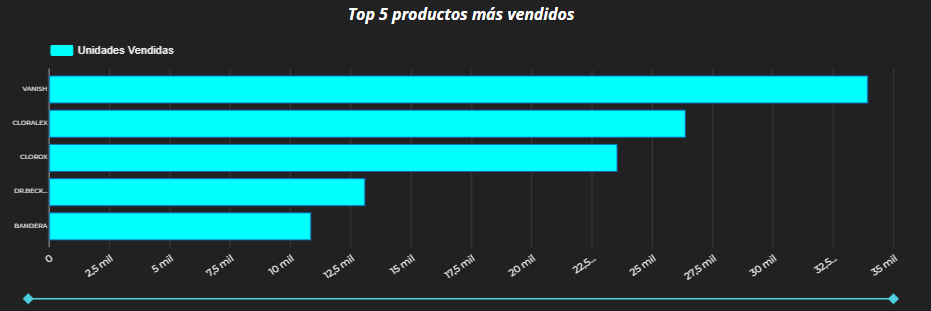 Top 5 productos más vendidos
Unidades Vendidas
VANISH
CLORALEX
CLOROX
DR.BECK...
BANDERA
0
2,5 mil
5 mil
7,5 mil
10 mil
12,5 mil
15 mil
17,5 mil
20 mil
22,5...
25 mil
27,5 mil
30 mil
32,5...
35 mil